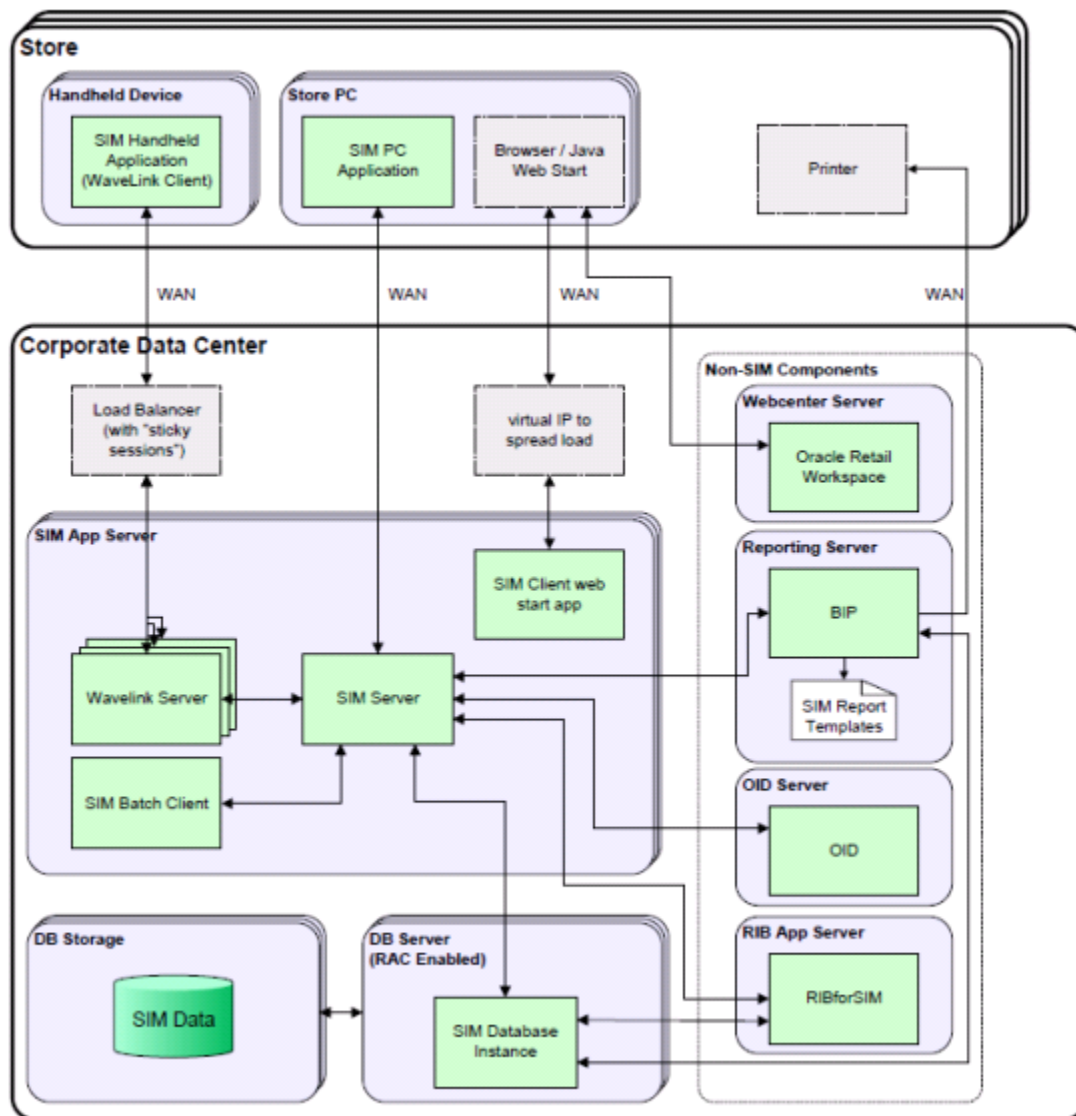 Store
Handheld Device
SIM Handheld
Application
(WaveLink Client)
Store PC
SIM PC
Application
Browser / Java
Web Start
Printer
WAN
WAN
WAN
WAN
Corporate Data Center
Load Balancer
(with "sticky
sessions")
virtual IP to
spread load
Non-SIM Components
Webcenter Server
Oracle Retail
Workspace
SIM App Server
SIM Client web
start app
Wavelink Server
SIM Server
SIM Batch Client
Reporting Server
BIP
SIM Report
Templates
OID Server
OID
RIB App Server
RIBforSIM
DB Storage
SIM Data
DB Server
(RAC Enabled)
SIM Database
Instance